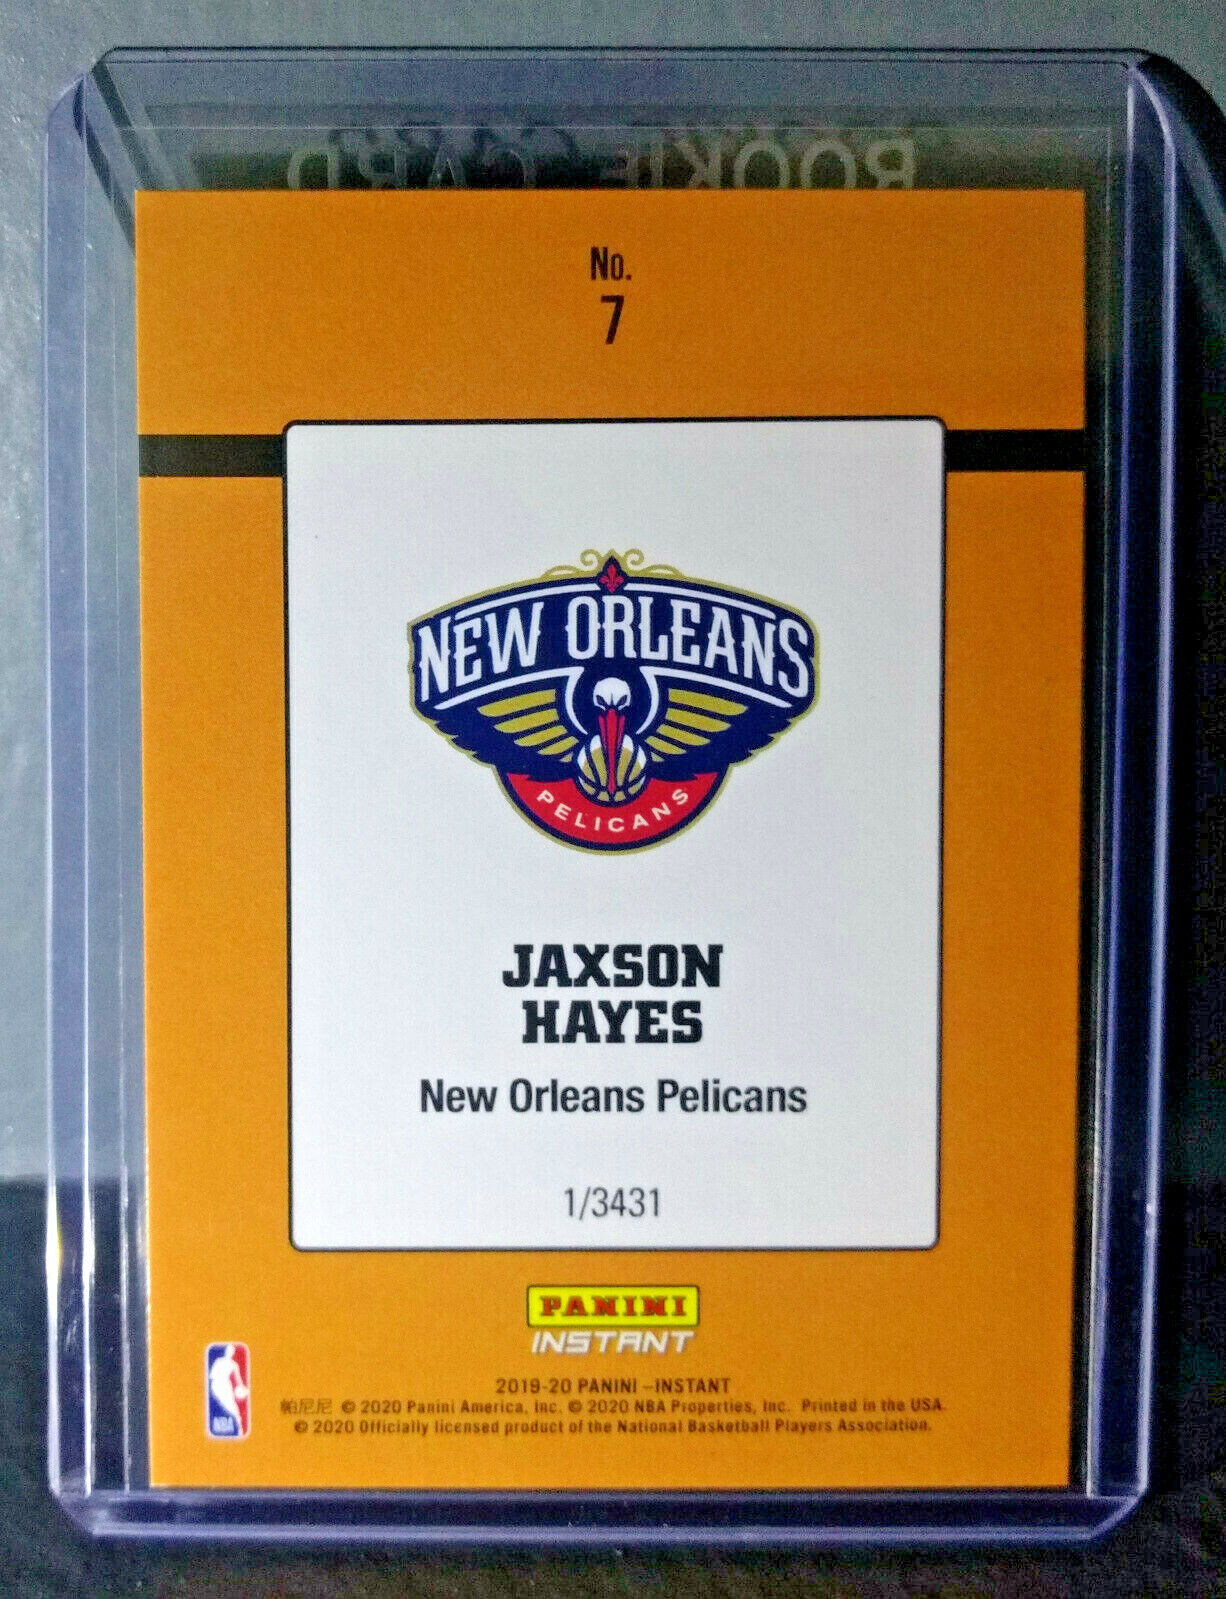 ROOKIE CARD
No.
7
NEW ORLEANS
PELICANS
JAXSON
HAYES
New Orleans Pelicans
1/3431
PANINI
INSTANT
2019-20 PANINI –INSTANT
帕尼尼 © 2020 Panini America, Inc. © 2020 NBA Properties, Inc. Printed in the USA.
© 2020 Officially licensed product of the National Basketball Players Association.
NBA